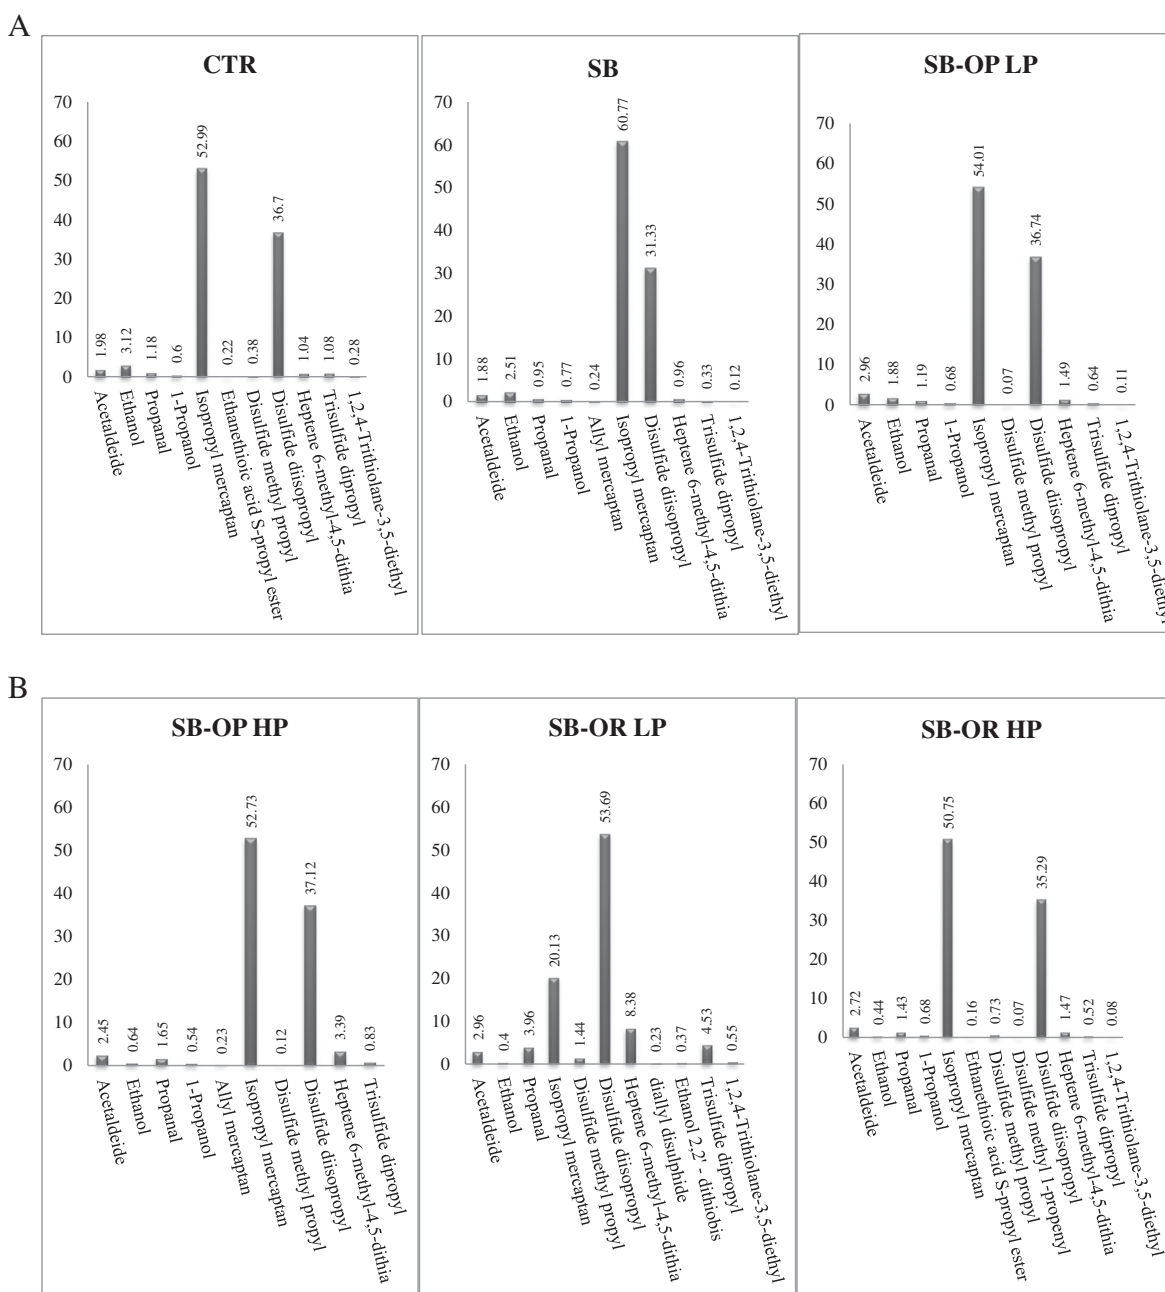 A
CTR
70
60
50
40
30
20
10
0
1.98
3.12
1.18
0.6
52.99
0.22
0.38
36.7
1.04
1.08
0.28
Acetaldeide
Ethanol
Propanal
1-Propanol
Isopropyl mercaptan
Ethanethioic acid S-propyl ester
Disulfide methyl propyl
Disulfide diisopropyl
Heptene 6-methyl-4,5-dithia
Trisulfide dipropyl
1,2,4-Trithiolane-3,5-diethyl
SB
70
60
50
40
30
20
10
0
1.88
2.51
0.95
0.77
0.24
60.77
31.33
0.96
0.33
0.12
Acetaldeide
Ethanol
Propanal
1-Propanol
Allyl mercaptan
Isopropyl mercaptan
Disulfide diisopropyl
Heptene 6-methyl-4,5-dithia
Trisulfide dipropyl
1,2,4-Trithiolane-3,5-diethyl
SB-OP LP
70
60
50
40
30
20
10
0
2.96
1.88
1.19
0.68
54.01
0.07
36.74
1.49
0.64
0.11
Acetaldeide
Ethanol
Propanal
1-Propanol
Isopropyl mercaptan
Disulfide methyl propyl
Disulfide diisopropyl
Heptene 6-methyl-4,5-dithia
Trisulfide dipropyl
1,2,4-Trithiolane-3,5-diethyl
B
SB-OP HP
70
60
50
40
30
20
10
0
2.45
0.64
1.65
0.54
0.23
52.73
0.12
37.12
3.39
0.83
Acetaldeide
Ethanol
Propanal
1-Propanol
Allyl mercaptan
Isopropyl mercaptan
Disulfide methyl propyl
Disulfide diisopropyl
Heptene 6-methyl-4,5-dithia
Trisulfide dipropyl
SB-OR LP
70
60
50
40
30
20
10
0
2.96
0.4
3.96
20.13
1.44
53.69
8.38
0.23
0.37
4.53
0.55
Acetaldeide
Ethanol
Propanal
Isopropyl mercaptan
Disulfide methyl propyl
Disulfide diisopropyl
Heptene 6-methyl-4,5-dithia
diallyl disulphide
Ethanol 2,2' - dithiobis
Trisulfide dipropyl
1,2,4-Trithiolane-3,5-diethyl
SB-OR HP
70
60
50
40
30
20
10
0
2.72
0.44
1.43
0.68
50.75
0.16
0.73
0.07
35.29
1.47
0.52
0.08
Acetaldeide
Ethanol
Propanal
1-Propanol
Isopropyl mercaptan
Ethanethioic acid S-propyl ester
Disulfide methyl propyl
Disulfide methyl 1-propenyl
Disulfide diisopropyl
Heptene 6-methyl-4,5-dithia
Trisulfide dipropyl
1,2,4-Trithiolane-3,5-diethyl